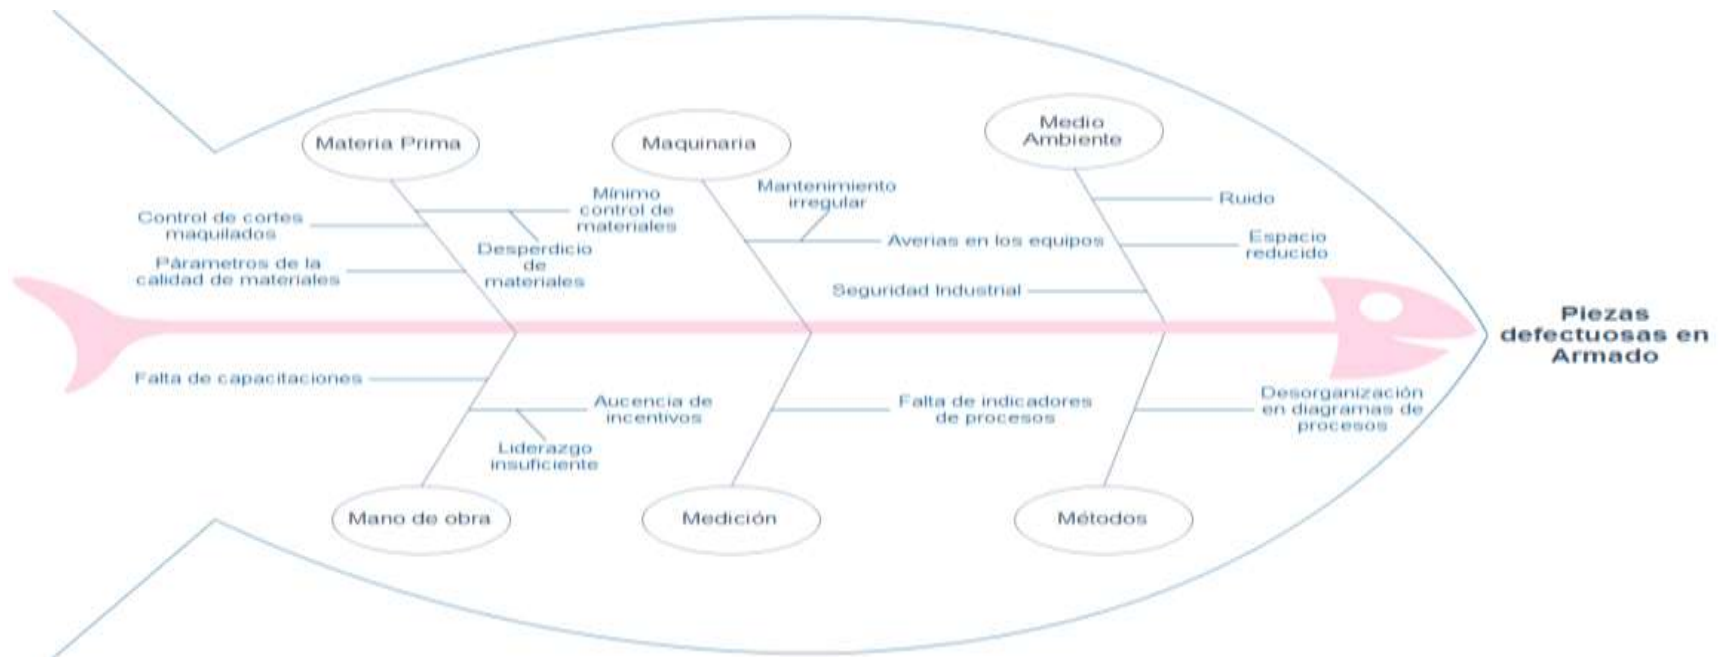 Materia Prima
Maquinaria
Medio
Ambiente
Mínimo
control de
materiales
Control de cortes
maquilados
Desperdicio
de
materiales
Párametros de la
calidad de materiales
Mantenimiento
irregular
Averias en los equipos
Seguridad Industrial
Ruido
Espacio
reducido
Piezas
defectuosas en
Armado
Falta de capacitaciones
Aucencia de
incentivos
Liderazgo
insuficiente
Falta de indicadores
de procesos
Desorganización
en diagramas de
procesos
Mano de obra
Medición
Métodos